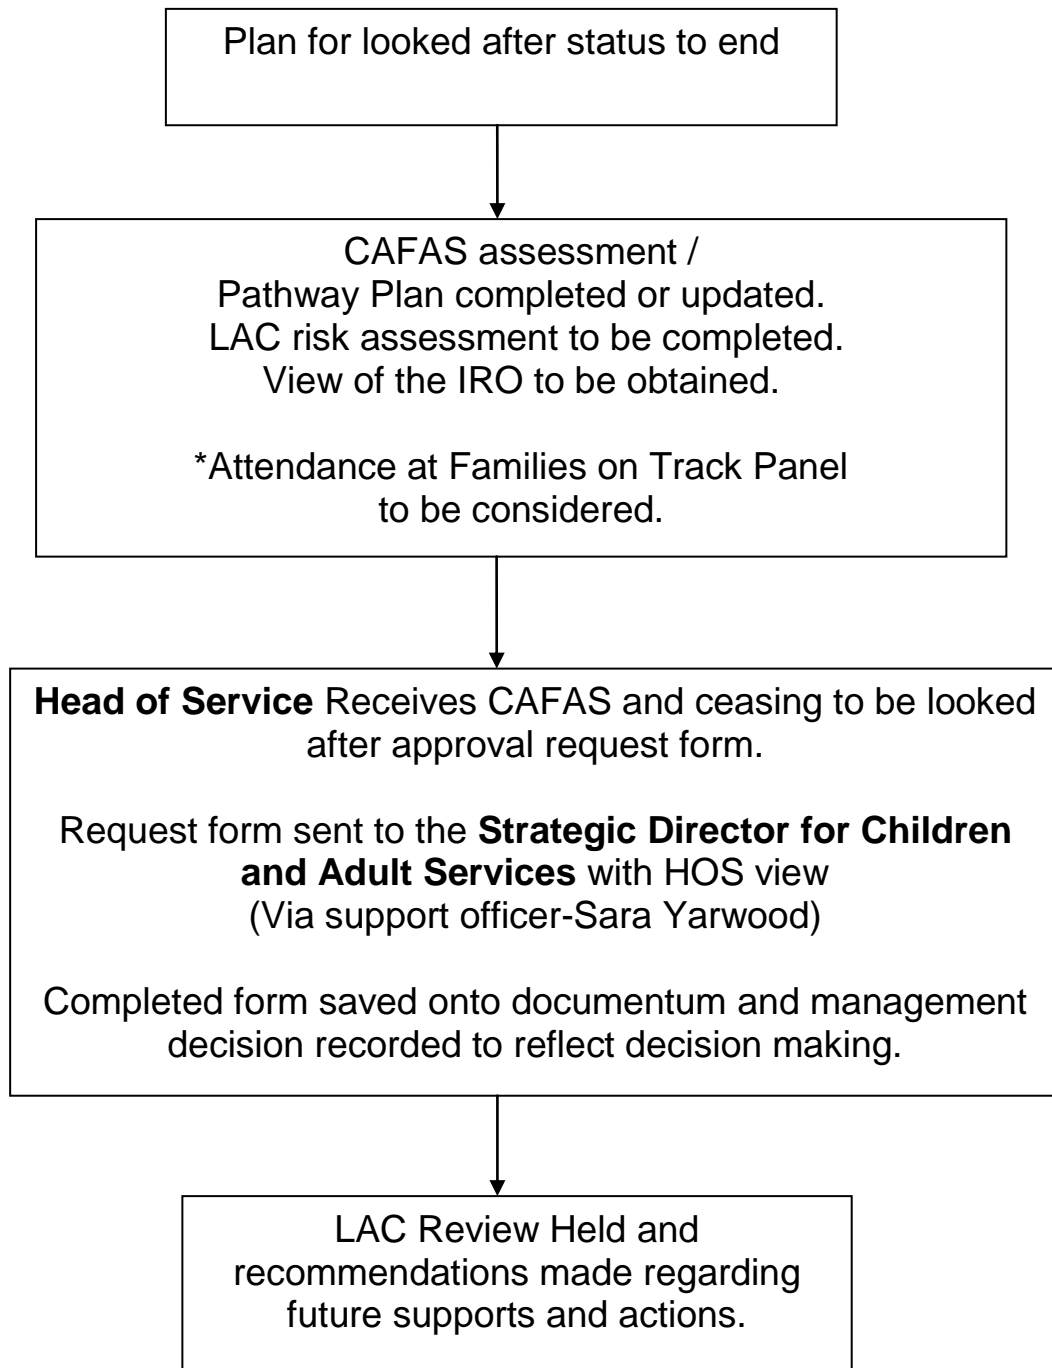 Plan for looked after status to end
CAFAS assessment /
Pathway Plan completed or updated.
LAC risk assessment to be completed.
View of the IRO to be obtained.
*Attendance at Families on Track Panel
to be considered.
Head of Service Receives CAFAS and ceasing to be looked
after approval request form.
Request form sent to the Strategic Director for Children
and Adult Services with HOS view
(Via support officer-Sara Yarwood)
Completed form saved onto documentum and management
decision recorded to reflect decision making.
LAC Review Held and
recommendations made regarding
future supports and actions.